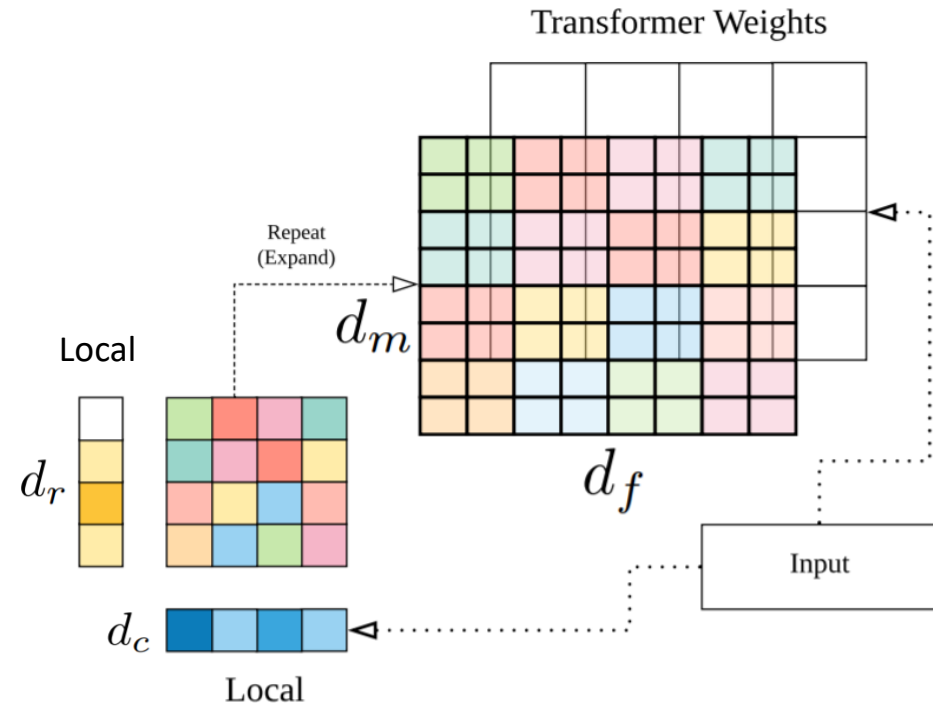 Transformer Weights
Repeat
(Expand)
d_m
Local
d_r
d_f
Input
d_c
Local